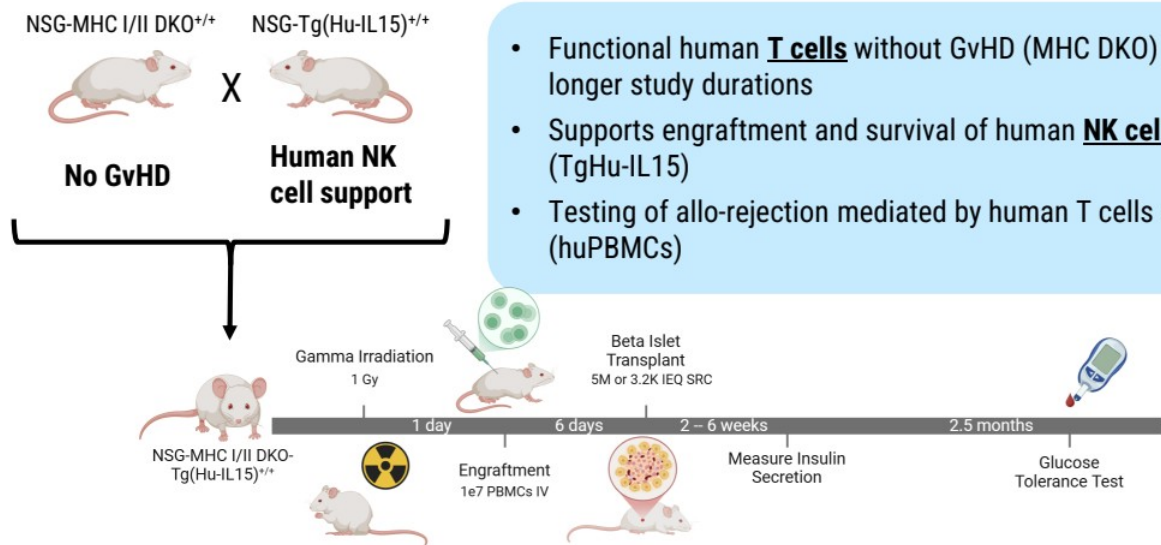 NSG-MHC I/II DKO+/+
NSG-Tg(Hu-IL15)+/+
X
No GvHD
Human NK
cell support
• Functional human T cells without GvHD (MHC DKO)
longer study durations
• Supports engraftment and survival of human NK cel
(TgHu-IL15)
• Testing of allo-rejection mediated by human T cells
(huPBMCs)
Gamma Irradiation
1 Gy
Beta Islet
Transplant
5M or 3.2K IEQ SRC
1 day
6 days
2 – 6 weeks
2.5 months
NSG-MHC I/II DKO-
Tg(Hu-IL15)+/+
Engraftment
1e7 PBMCs IV
Measure Insulin
Secretion
Glucose
Tolerance Test